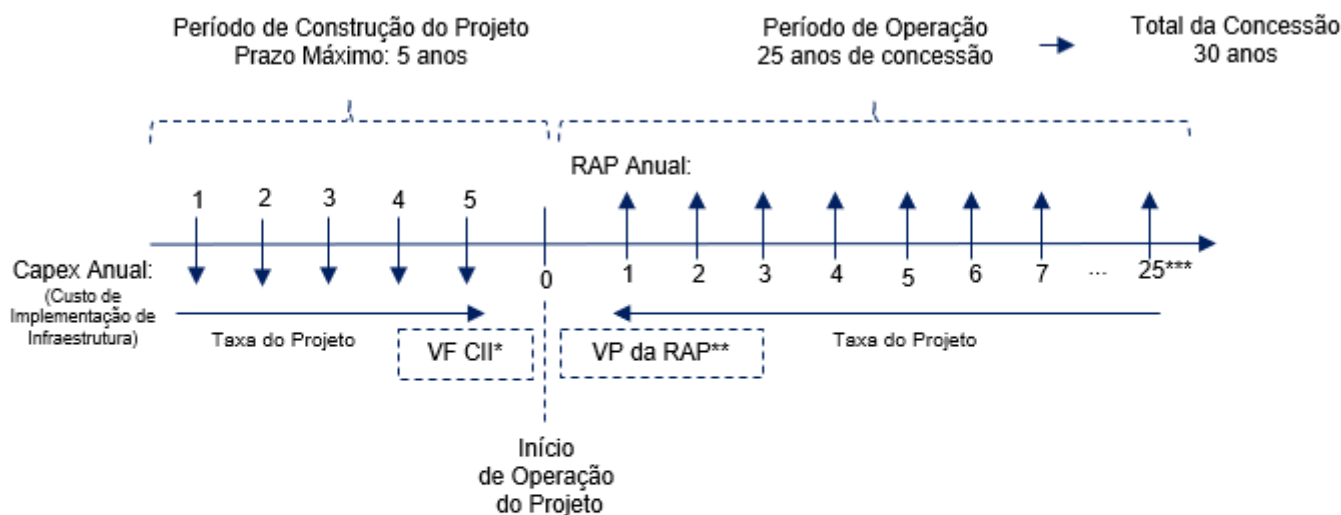 Período de Construção do Projeto
Prazo Máximo: 5 anos
Período de Operação
25 anos de concessão
Total da Concessão
30 anos
RAP Anual:
1 2 3 4 5
Capex Anual:
(Custo de
Implementação de
Infraestrutura)
0 1 2 3 4 5 6 7 ... 25***
Taxa do Projeto
VF CII*
VP da RAP**
Taxa do Projeto
Início
de Operação
do Projeto